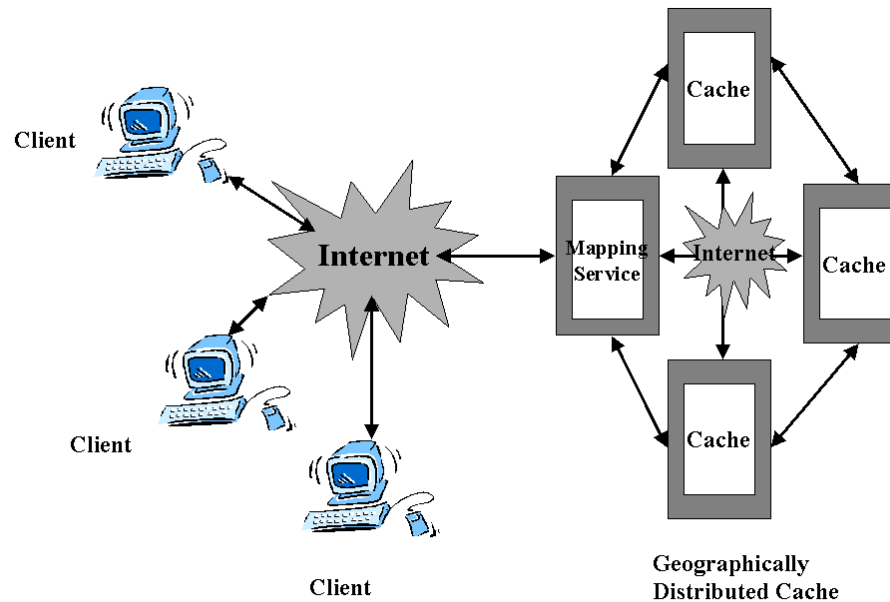 Cache
Client
Internet
Mapping
Service
Internet
Cache
Client
Cache
Client
Geographically
Distributed Cache